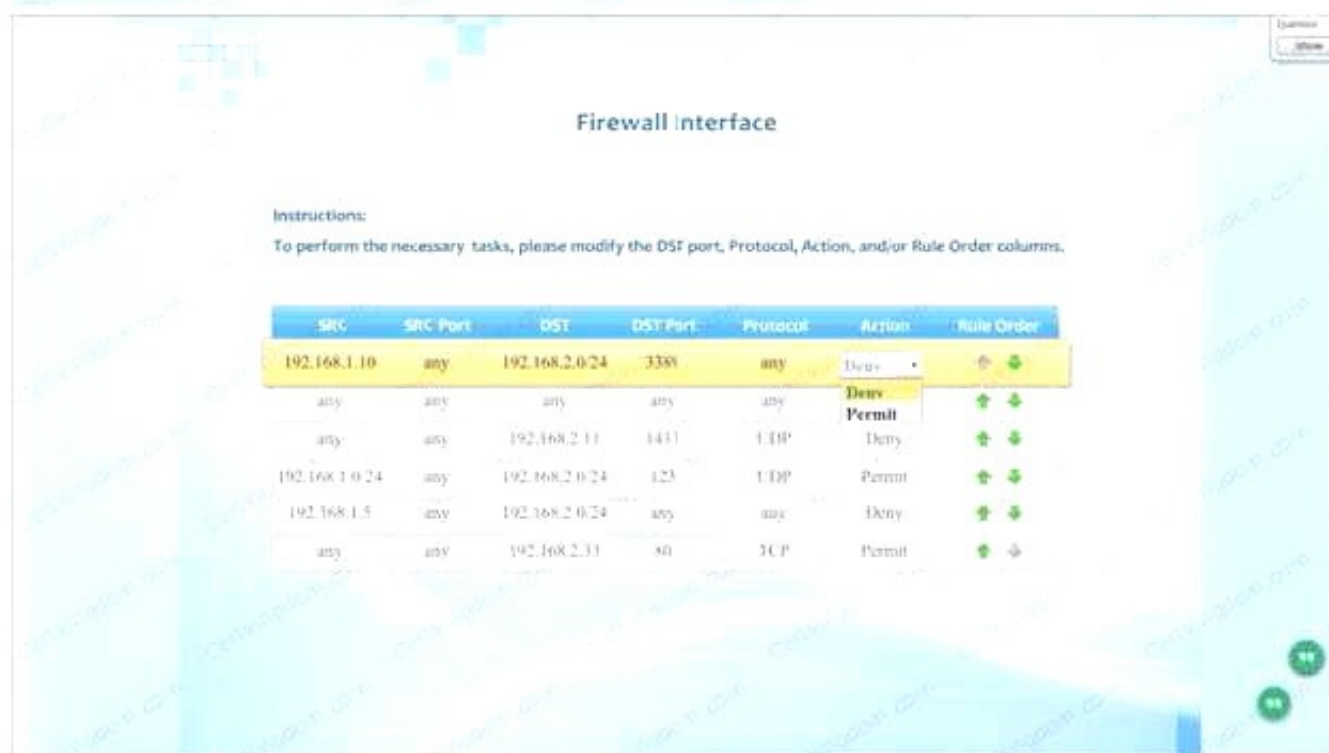 Firewall Interface
Instructions:
To perform the necessary tasks, please modify the DST port, Protocol, Action, and/or Rule Order columns.
SRC SRC Port DST DST Port Protocol Action Rule Order
192.168.1.10 any 192.168.2.0/24 3389 any Deny
Deny
Permit
any any any any any
any any 192.168.2.11 1433 UDP Deny
192.168.1.0/24 any 192.168.2.0/24 123 UDP Permit
192.168.1.5 any 192.168.2.0/24 any any Deny
any any 192.168.2.33 80 TCP Permit